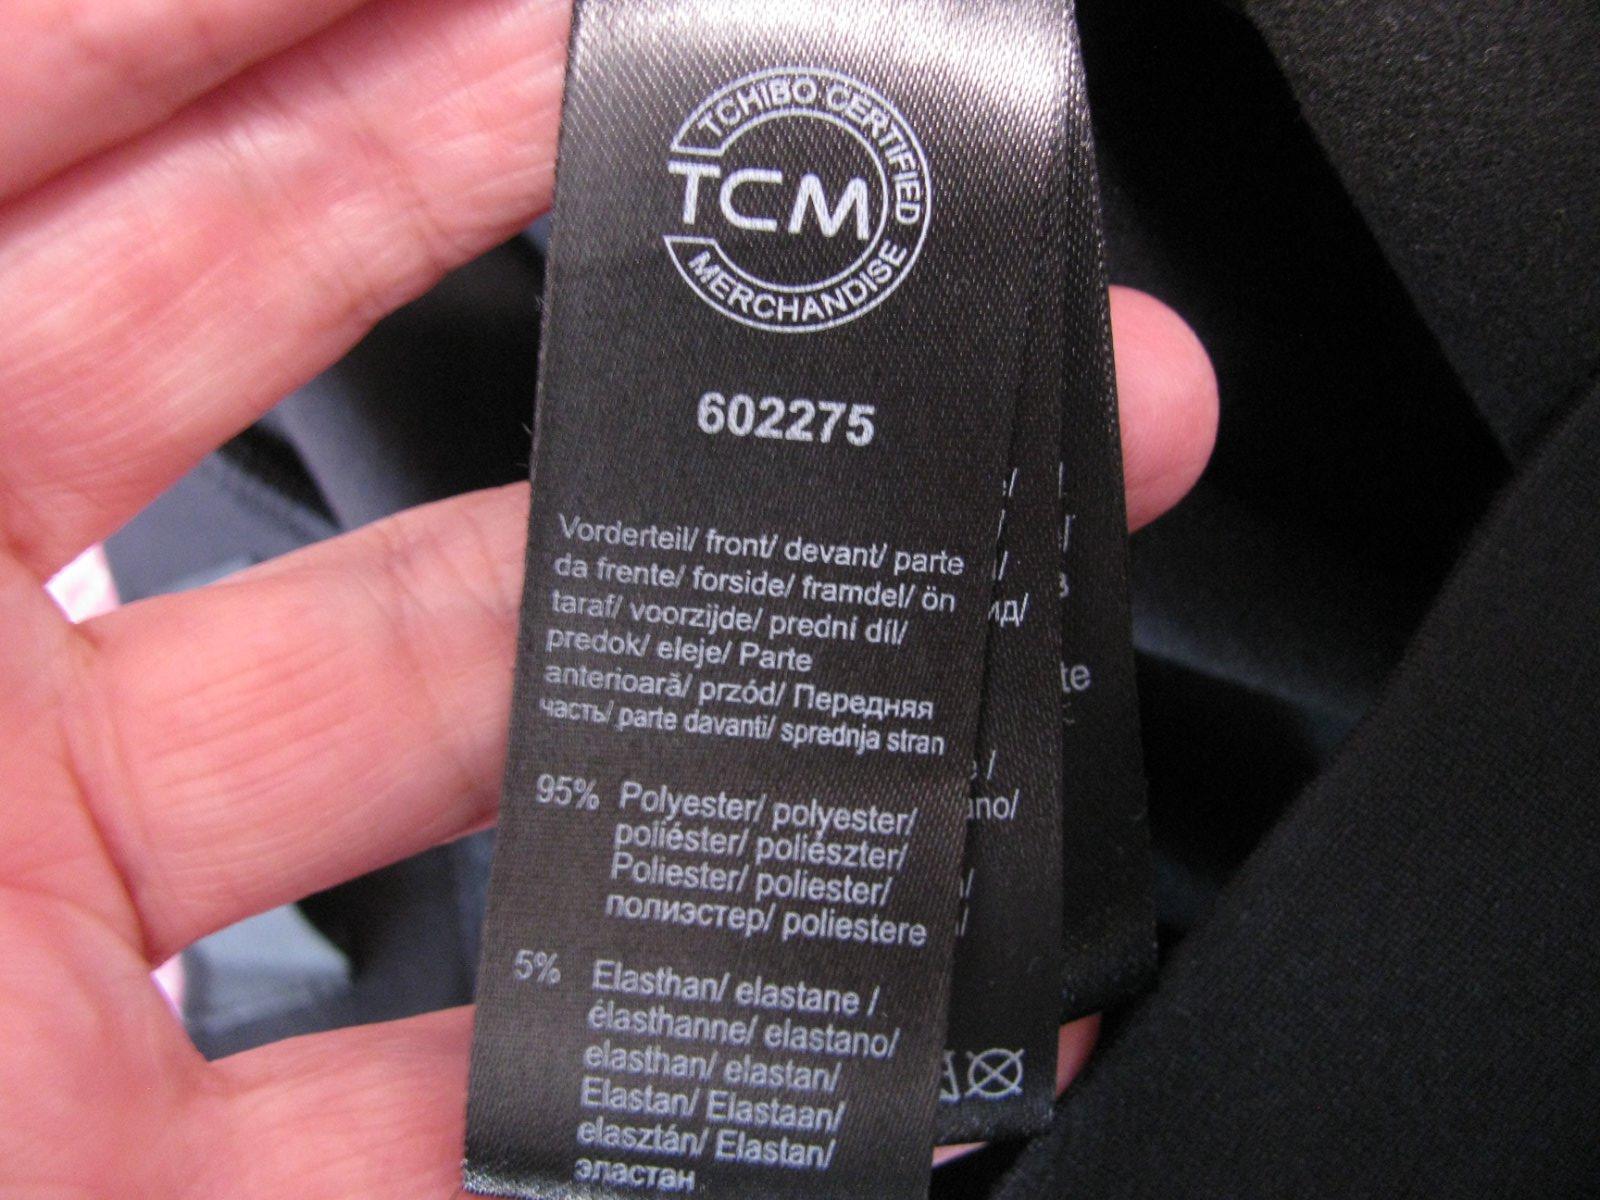 TCHIBO CERTIFIED
TCM
MERCHANDISE
602275
Vorderteil/ front/ devant/ parte
da frente/ forside/ framdel/ ön
taraf/ voorzijde/ prední díl/
predok/ eleje/ Parte
anterioară/ przód/ Передняя
часть/ parte davanti/ sprednja stran
95% Polyester/ polyester/
poliéster/ poliészter/
Poliester/ poliester/
полиэстер/ poliestere
5% Elasthan/ elastane /
élasthanne/ elastano/
elasthan/ elastan/
Elastan/ Elastaan/
elasztán/ Elastan/
эластан